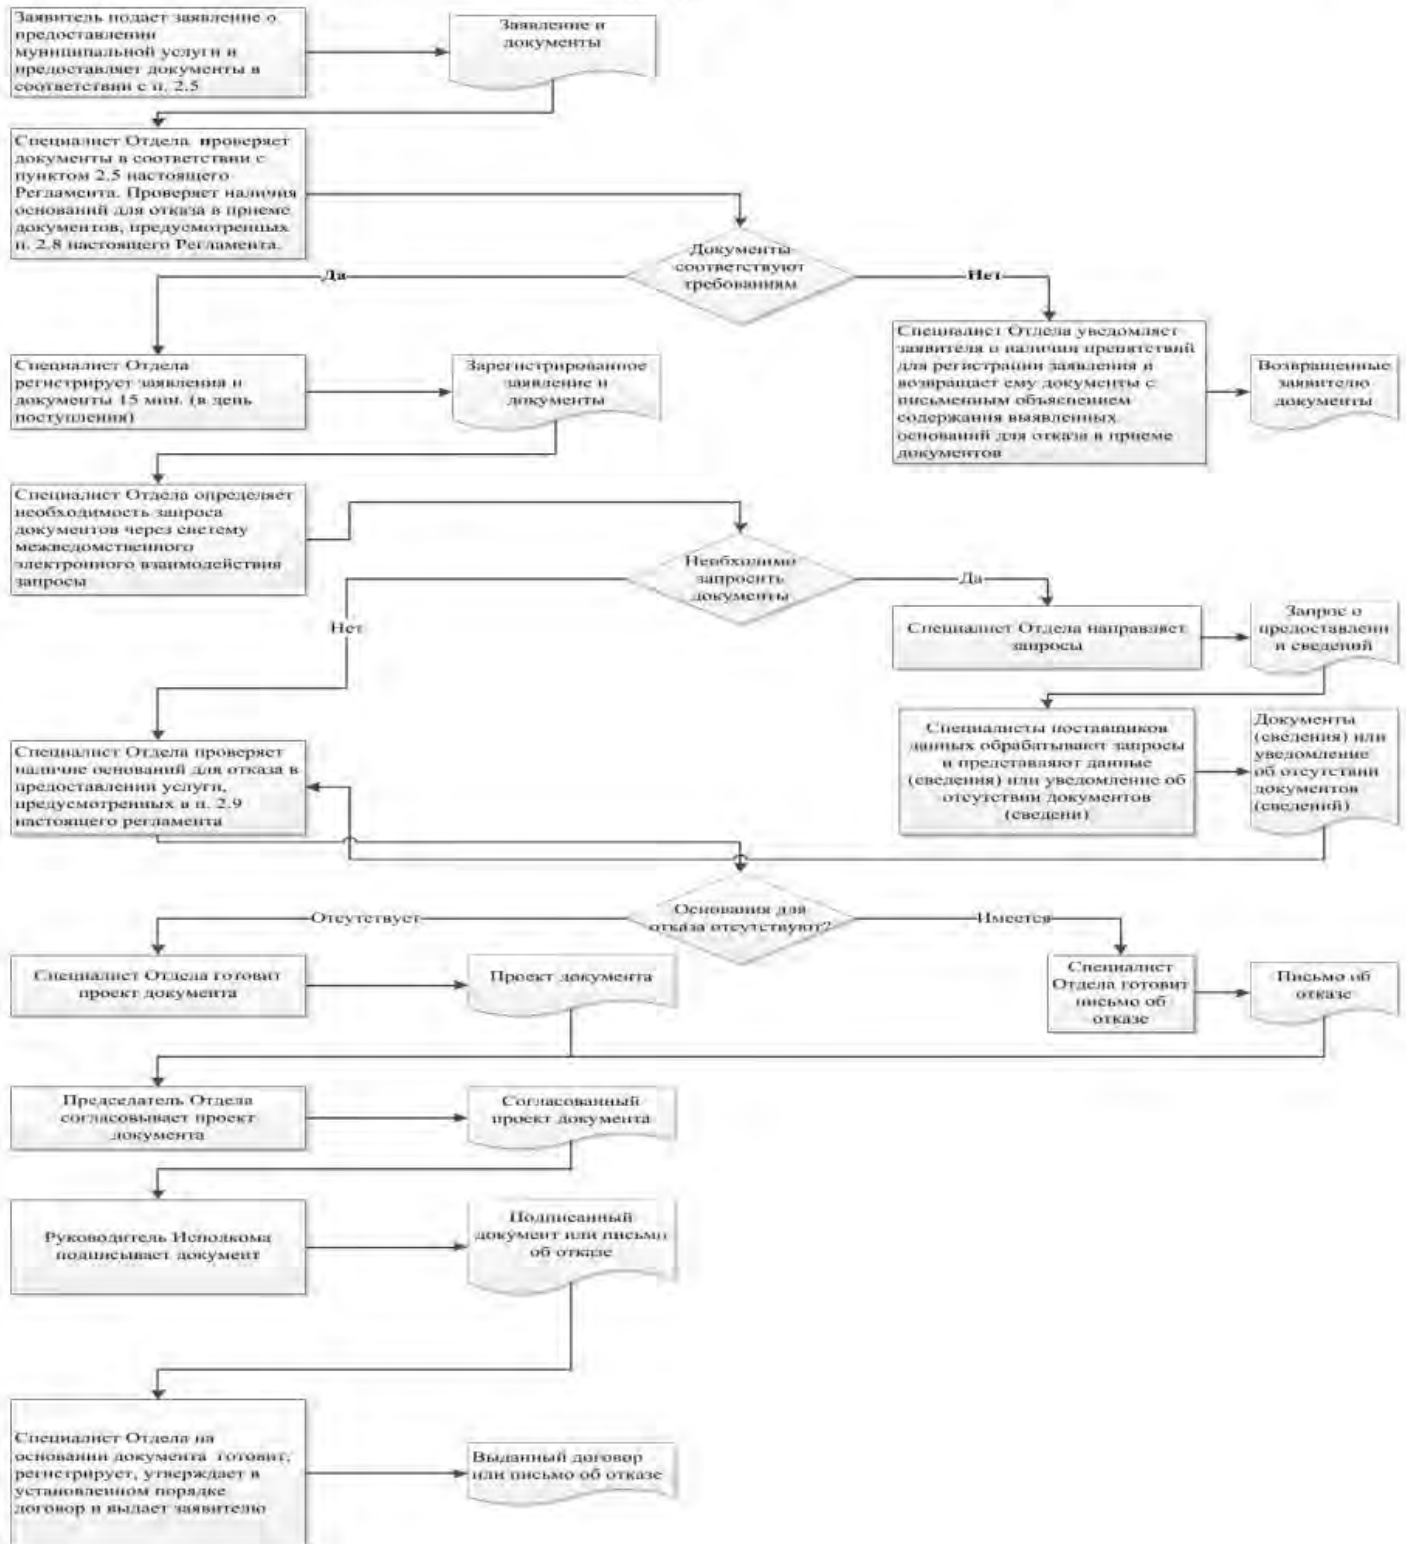 Заявитель подает заявление о
предоставлении
муниципальной услуги и
предоставляет документы в
соответствии с п. 2.5
Заявление и
документы
Специалист Отдела проверяет
документы в соответствии с
пунктом 2.5 настоящего
Регламента. Проверяет наличия
оснований для отказа в приеме
документов, предусмотренных
п. 2.8 настоящего Регламента.
Документы
соответствуют
требованиям
Да
Нет
Специалист Отдела
регистрирует заявления и
документы 15 мин. (в день
поступления)
Зарегистрированное
заявление и
документы
Специалист Отдела уведомляет
заявителя о наличии препятствий
для регистрации заявления и
возвращает ему документы с
письменным объяснением
содержания выявленных
оснований для отказа в приеме
документов
Возвращенные
заявителю
документы
Специалист Отдела определяет
необходимость запроса
документов через систему
межведомственного
электронного взаимодействия
запросы
Необходимо
запросить
документы
Да
Нет
Специалист Отдела направляет
запросы
Запрос о
предоставлени
и сведений
Специалисты поставщиков
данных обрабатывают запросы
и представляют данные
(сведения) или уведомление об
отсутствии документов
(сведени)
Документы
(сведения) или
уведомление
об отсутствии
документов
(сведений)
Специалист Отдела проверяет
наличие оснований для отказа в
предоставлении услуги,
предусмотренных в п. 2.9
настоящего регламента
Основания для
отказа отсутствуют?
Отсутствует
Имеется
Специалист Отдела готовит
проект документа
Проект документа
Специалист
Отдела готовит
письмо об
отказе
Письмо об
отказе
Председатель Отдела
согласовывает проект
документа
Согласованный
проект документа
Руководитель Исполкома
подписывает документ
Подписанный
документ или письмо
об отказе
Специалист Отдела на
основании документа готовит,
регистрирует, утверждает в
установленном порядке
договор и выдает заявителю
Выданный договор
или письмо об отказе